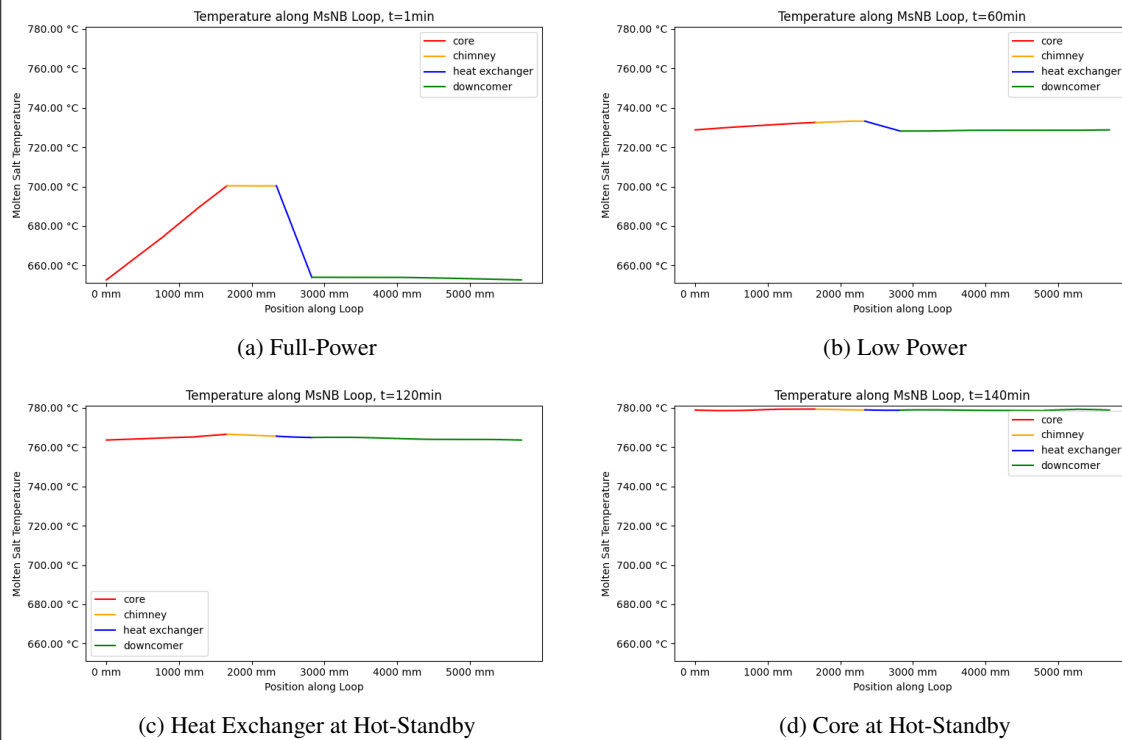 Temperature along MsNB Loop, t=1min
780.00 °C
760.00 °C
740.00 °C
720.00 °C
700.00 °C
680.00 °C
660.00 °C
Molten Salt Temperature
core
chimney
heat exchanger
downcomer
0 mm 1000 mm 2000 mm 3000 mm 4000 mm 5000 mm
Position along Loop
(a) Full-Power
Temperature along MsNB Loop, t=60min
780.00 °C
760.00 °C
740.00 °C
720.00 °C
700.00 °C
680.00 °C
660.00 °C
Molten Salt Temperature
core
chimney
heat exchanger
downcomer
0 mm 1000 mm 2000 mm 3000 mm 4000 mm 5000 mm
Position along Loop
(b) Low Power
Temperature along MsNB Loop, t=120min
780.00 °C
760.00 °C
740.00 °C
720.00 °C
700.00 °C
680.00 °C
660.00 °C
Molten Salt Temperature
core
chimney
heat exchanger
downcomer
0 mm 1000 mm 2000 mm 3000 mm 4000 mm 5000 mm
Position along Loop
(c) Heat Exchanger at Hot-Standby
Temperature along MsNB Loop, t=140min
780.00 °C
760.00 °C
740.00 °C
720.00 °C
700.00 °C
680.00 °C
660.00 °C
Molten Salt Temperature
core
chimney
heat exchanger
downcomer
0 mm 1000 mm 2000 mm 3000 mm 4000 mm 5000 mm
Position along Loop
(d) Core at Hot-Standby